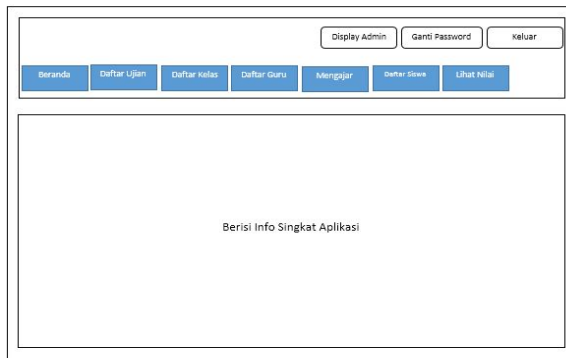 Display Admin Ganti Password Keluar
Beranda Daftar Ujian Daftar Kelas Daftar Guru Mengajar Daftar Siswa Lihat Nilai
Berisi Info Singkat Aplikasi